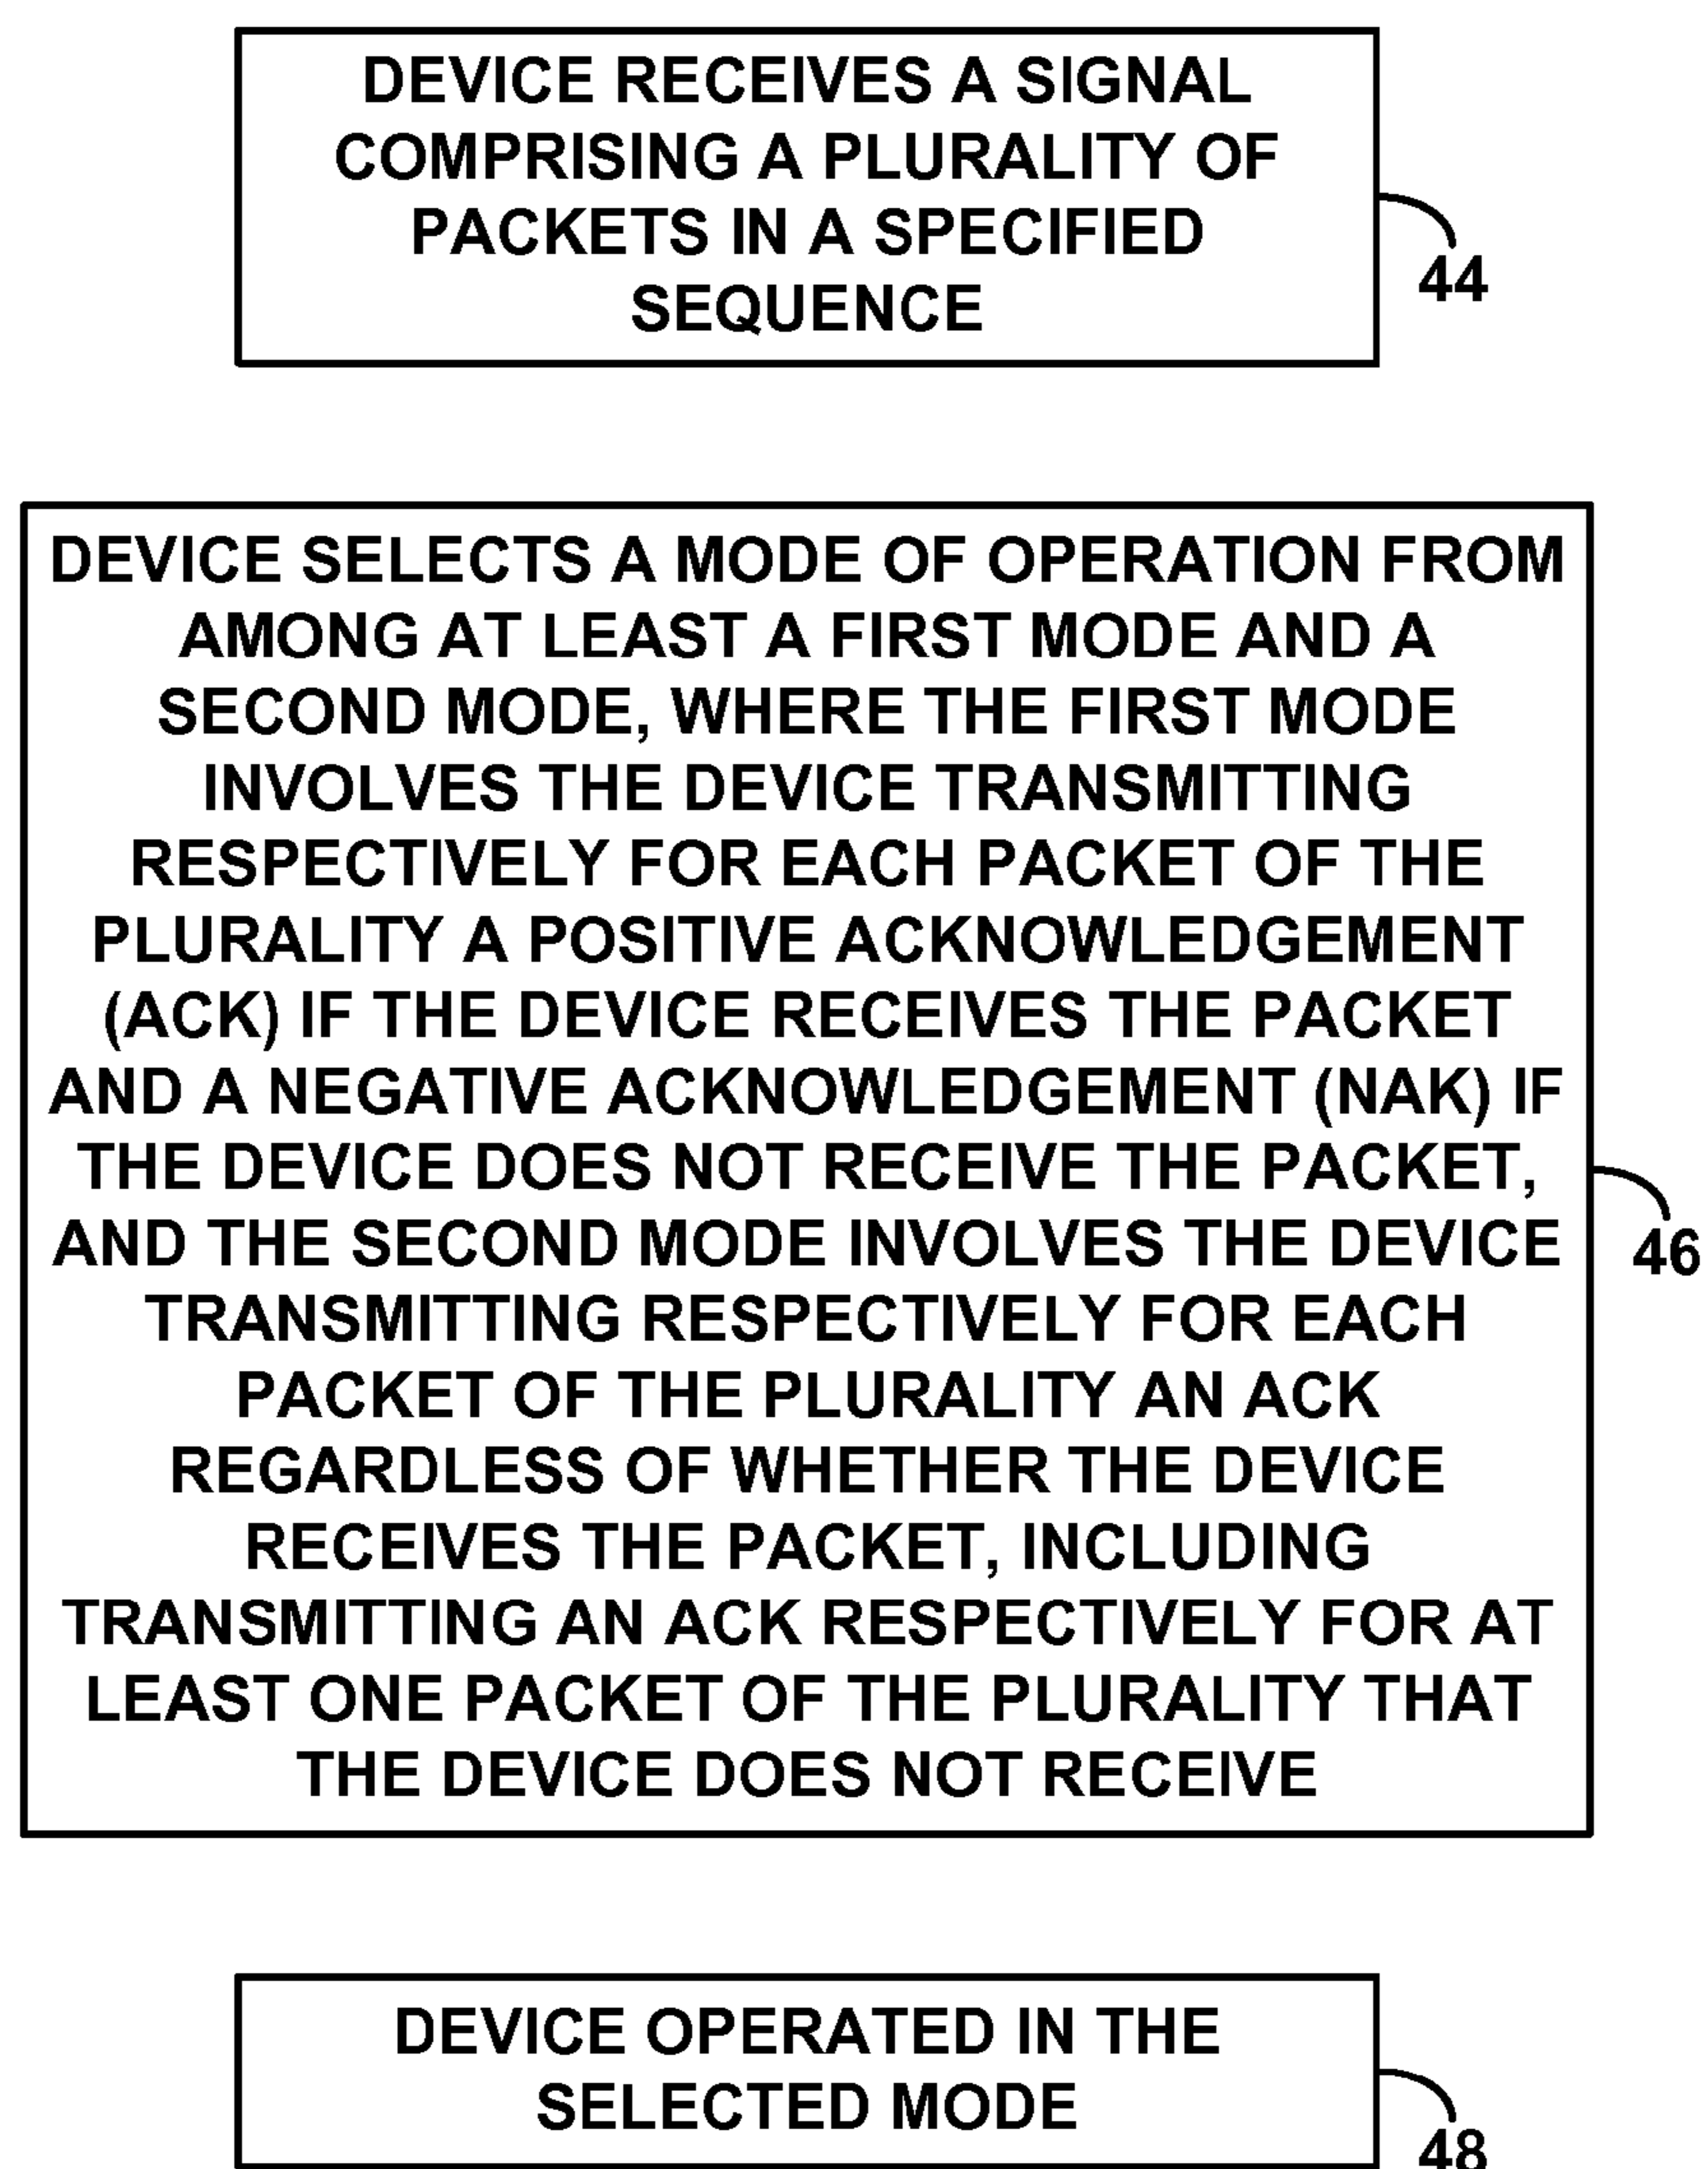 DEVICE RECEIVES A SIGNAL
COMPRISING A PLURALITY OF
PACKETS IN A SPECIFIED
SEQUENCE
44
DEVICE SELECTS A MODE OF OPERATION FROM
AMONG AT LEAST A FIRST MODE AND A
SECOND MODE, WHERE THE FIRST MODE
INVOLVES THE DEVICE TRANSMITTING
RESPECTIVELY FOR EACH PACKET OF THE
PLURALITY A POSITIVE ACKNOWLEDGEMENT
(ACK) IF THE DEVICE RECEIVES THE PACKET
AND A NEGATIVE ACKNOWLEDGEMENT (NAK) IF
THE DEVICE DOES NOT RECEIVE THE PACKET,
AND THE SECOND MODE INVOLVES THE DEVICE
TRANSMITTING RESPECTIVELY FOR EACH
PACKET OF THE PLURALITY AN ACK
REGARDLESS OF WHETHER THE DEVICE
RECEIVES THE PACKET, INCLUDING
TRANSMITTING AN ACK RESPECTIVELY FOR AT
LEAST ONE PACKET OF THE PLURALITY THAT
THE DEVICE DOES NOT RECEIVE
46
DEVICE OPERATED IN THE
SELECTED MODE
48